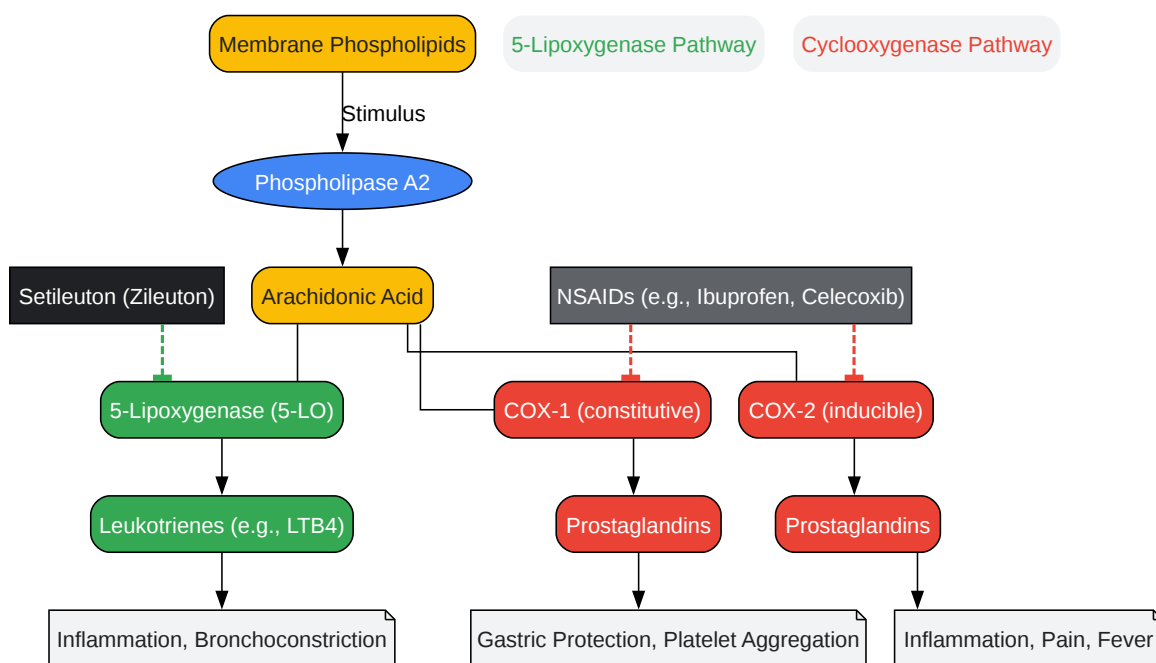 Membrane Phospholipids
5-Lipoxygenase Pathway
Cyclooxygenase Pathway
Stimulus
Phospholipase A2
Setileuton (Zileuton)
Arachidonic Acid
NSAIDs (e.g., Ibuprofen, Celecoxib)
5-Lipoxygenase (5-LO)
COX-1 (constitutive)
COX-2 (inducible)
Leukotrienes (e.g., LTB4)
Prostaglandins
Prostaglandins
Inflammation, Bronchoconstriction
Gastric Protection, Platelet Aggregation
Inflammation, Pain, Fever